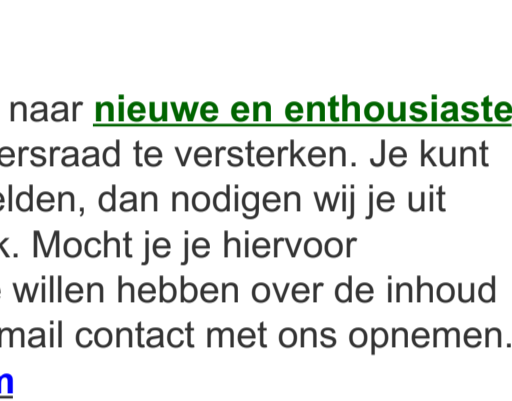 naar nieuwe en enthousiaste
ersraad te versterken. Je kunt
elden, dan nodigen wij je uit
k. Mocht je je hiervoor
willen hebben over de inhoud
mail contact met ons opnemen.
m